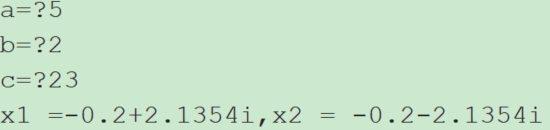 a=?5
b=?2
c=?23
x1 =-0.2+2.1354i,x2 = -0.2-2.1354i